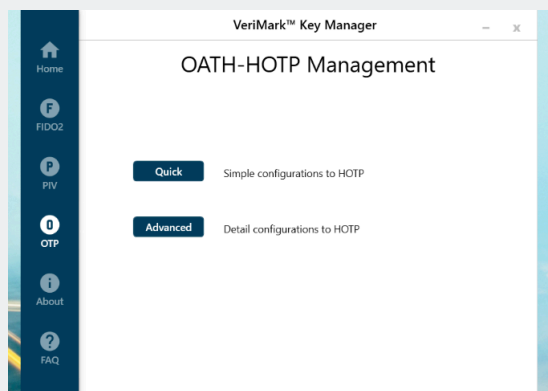 VeriMark™ Key Manager
– x
Home
F
FIDO2
P
PIV
O
OTP
i
About
?
FAQ
OATH-HOTP Management
Quick Simple configurations to HOTP
Advanced Detail configurations to HOTP